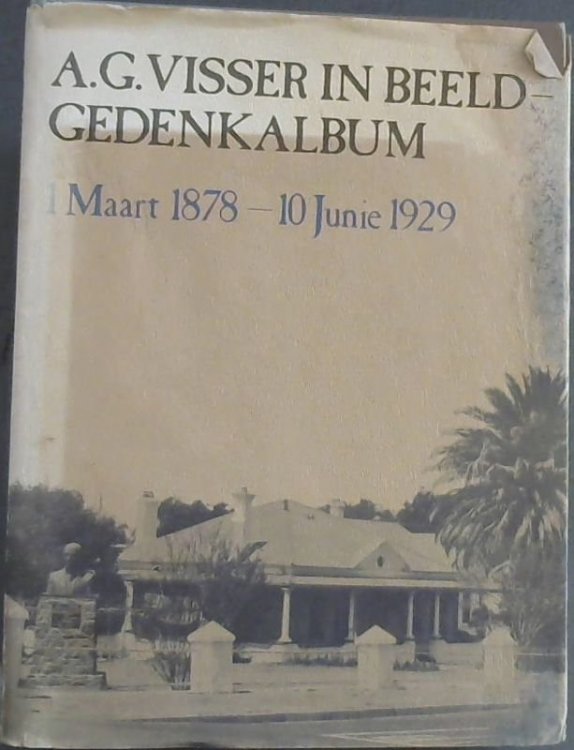 A.G. VISSER IN BEELD –
GEDENKALBUM
1 Maart 1878 – 10 Junie 1929